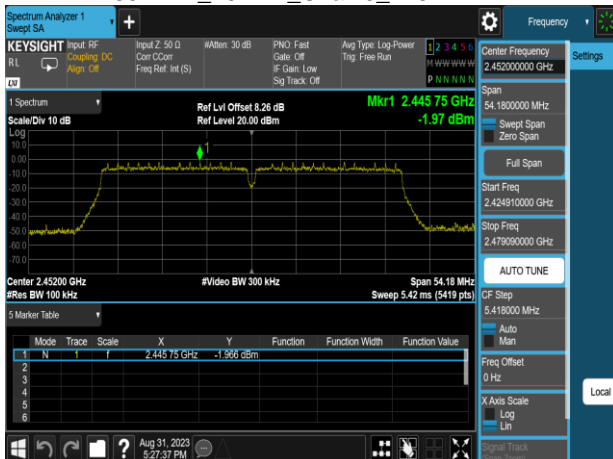 Spectrum Analyzer 1
Swept SA
+
Frequency
KEYSIGHT
RL
LXI
Input: RF
Coupling: DC
Align: Off
Input Z: 50 Ω
Corr CCorr
Freq Ref: Int (S)
#Atten: 30 dB
PNO: Fast
Gate: Off
IF Gain: Low
Sig Track: Off
Avg Type: Log-Power
Trig: Free Run
1 2 3 4 5 6
M W W W W W
P N N N N N
Center Frequency
2.452000000 GHz
Settings
1 Spectrum
Scale/Div 10 dB
Ref Lvl Offset 8.26 dB
Ref Level 20.00 dBm
Mkr1 2.445 75 GHz
-1.97 dBm
Span
54.1800000 MHz
Swept Span
Zero Span
Full Span
Start Freq
2.424910000 GHz
Stop Freq
2.479090000 GHz
AUTO TUNE
CF Step
5.418000 MHz
Auto
Man
Freq Offset
0 Hz
X Axis Scale
Log
Lin
Signal Track
Local
Log
10.0
0.00
-10.0
-20.0
-30.0
-40.0
-50.0
-60.0
-70.0
1
Center 2.45200 GHz
#Res BW 100 kHz
#Video BW 300 kHz
Span 54.18 MHz
Sweep 5.42 ms (5419 pts)
5 Marker Table
Mode Trace Scale X Y Function Function Width Function Value
1 N 1 f 2.445 75 GHz -1.966 dBm
2
3
4
5
6
?
Aug 31, 2023
5:27:37 PM